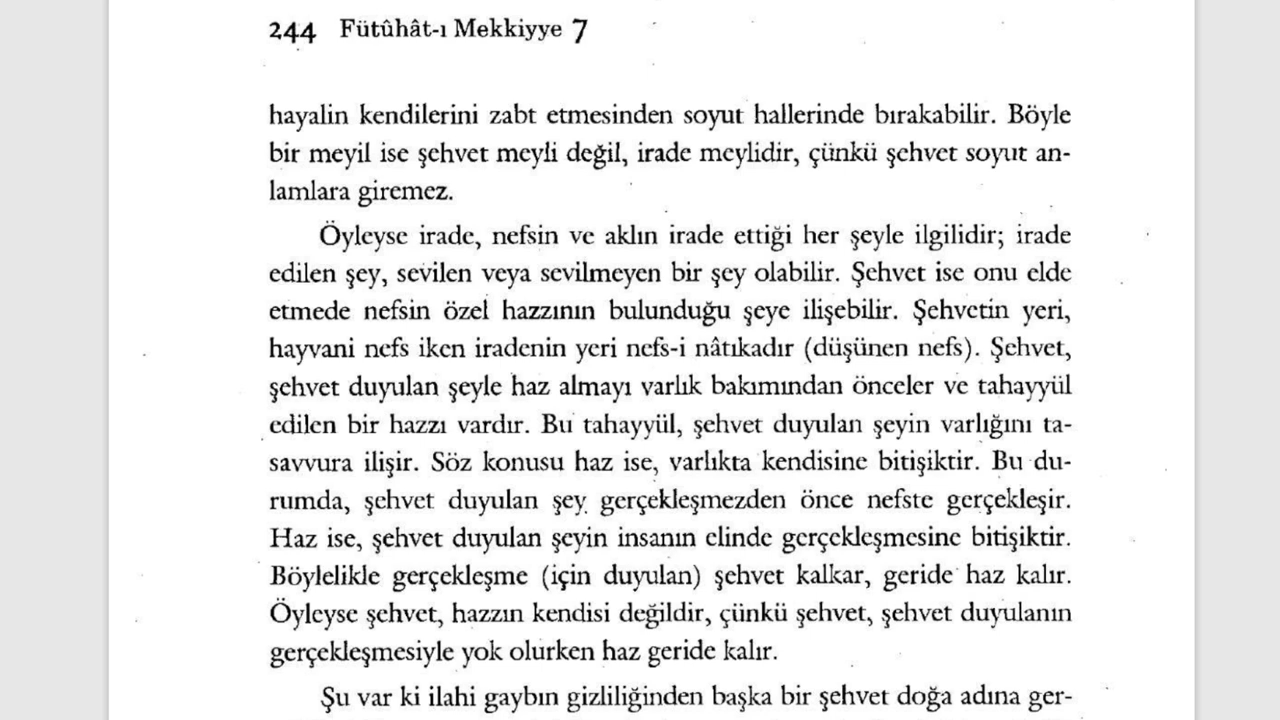 244 Fütûhât-ı Mekkiyye 7
hayalin kendilerini zabt etmesinden soyut hallerinde bırakabilir. Böyle
bir meyil ise şehvet meyli değil, irade meylidir, çünkü şehvet soyut an-
lamlara giremez.
Öyleyse irade, nefsin ve aklın irade ettiği her şeyle ilgilidir; irade
edilen şey, sevilen veya sevilmeyen bir şey olabilir. Şehvet ise onu elde
etmede nefsin özel hazzının bulunduğu şeye ilişebilir. Şehvetin yeri,
hayvani nefs iken iradenin yeri nefs-i nâtıkadır (düşünen nefs). Şehvet,
şehvet duyulan şeyle haz almayı varlık bakımından önceler ve tahayyül
edilen bir hazzı vardır. Bu tahayyül, şehvet duyulan şeyin varlığını ta-
savvura ilişir. Söz konusu haz ise, varlıkta kendisine bitişiktir. Bu du-
rumda, şehvet duyulan şey gerçekleşmezden önce nefste gerçekleşir.
Haz ise, şehvet duyulan şeyin insanın elinde gerçekleşmesine bitişiktir.
Böylelikle gerçekleşme (için duyulan) şehvet kalkar, geride haz kalır.
Öyleyse şehvet, hazzın kendisi değildir, çünkü şehvet, şehvet duyulanın
gerçekleşmesiyle yok olurken haz geride kalır.
Şu var ki ilahi gaybın gizliliğinden başka bir şehvet doğa adına ger-